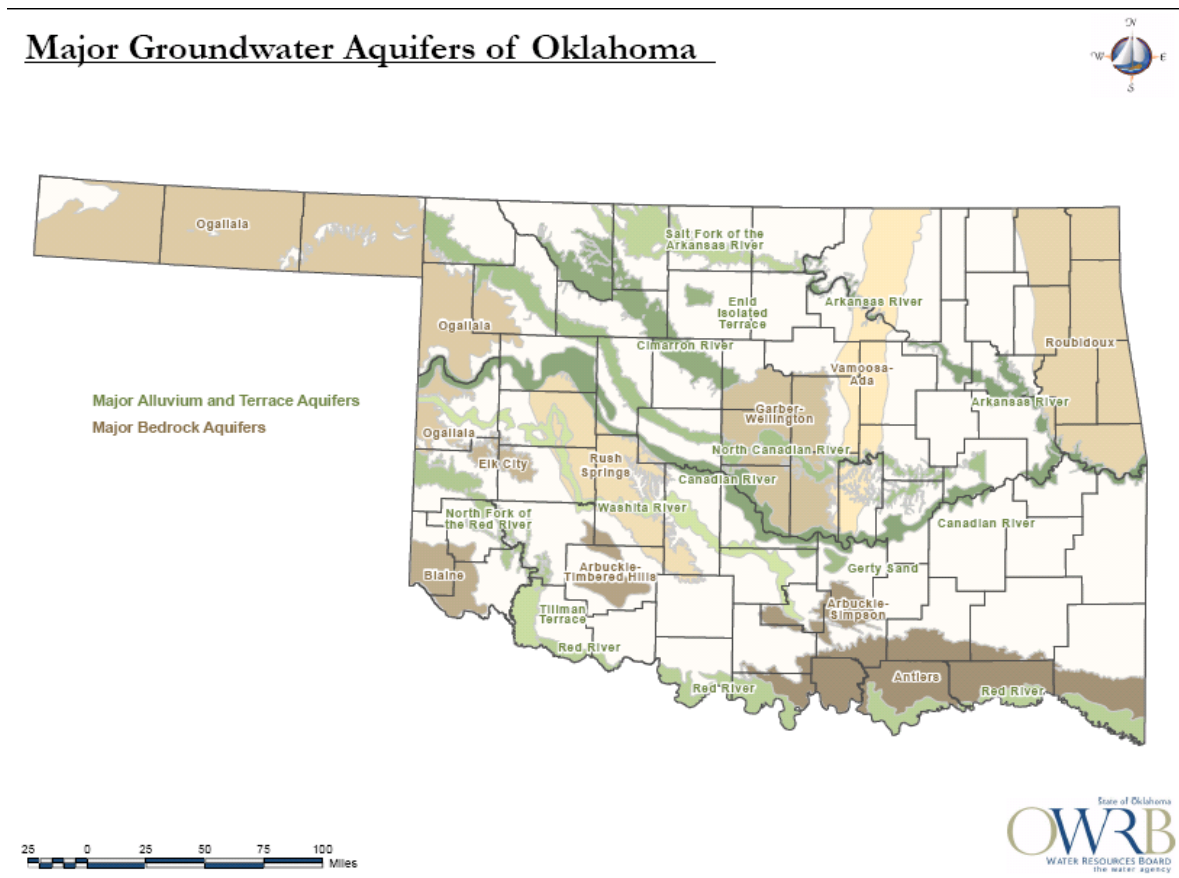 Major Groundwater Aquifers of Oklahoma
N
W
E
S
Ogallala
Salt Fork of the
Arkansas River
Enid
Isolated
Terrace
Arkansas River
Ogallala
Cimarron River
Roubidoux
Vamoosa-
Ada
Major Alluvium and Terrace Aquifers
Major Bedrock Aquifers
Arkansas River
Garber-
Wellington
Ogallala
North Canadian River
Elk City
Rush
Springs
Canadian River
Washita River
North Fork of
the Red River
Canadian River
Gerty Sand
Blaine
Arbuckle-
Timbered Hills
Arbuckle-
Simpson
Tillman
Terrace
Red River
Antlers
Red River
Red River
State of Oklahoma
OWRB
WATER RESOURCES BOARD
the water agency
25 0 25 50 75 100
Miles